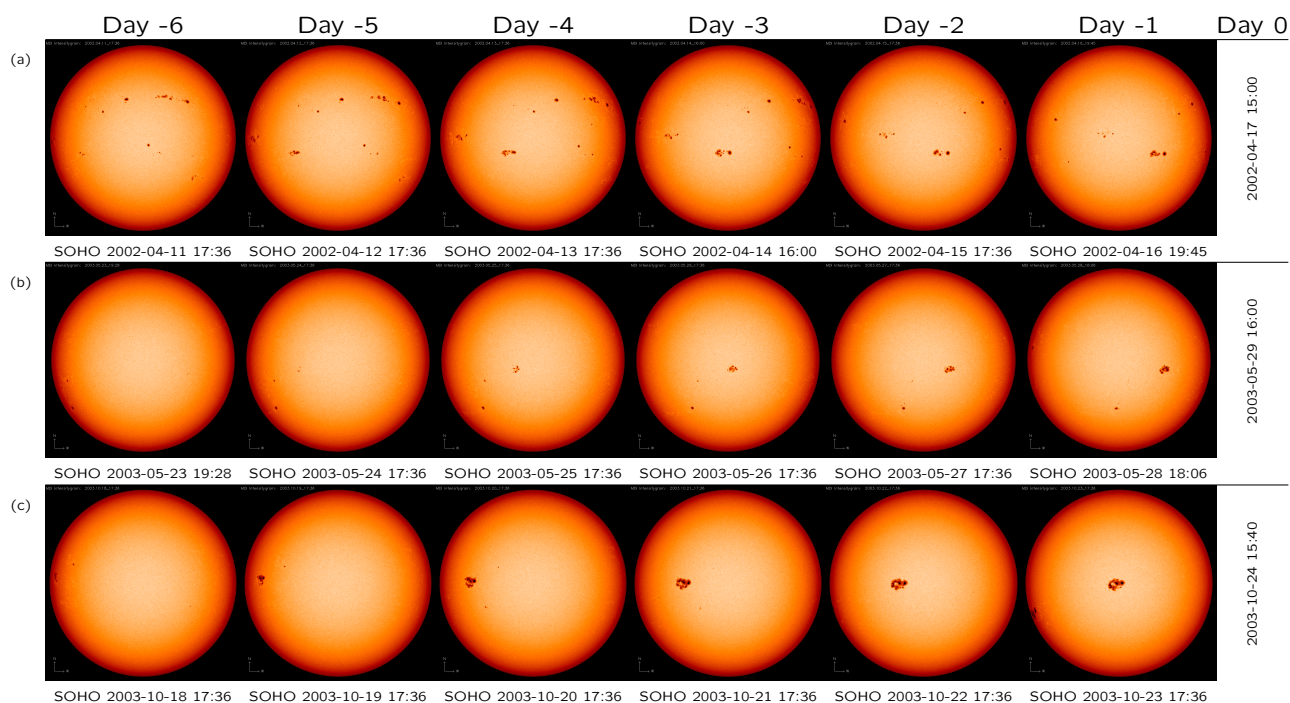 Day -6 Day -5 Day -4 Day -3 Day -2 Day -1 Day 0
(a)
2002-04-17 15:00
SOHO 2002-04-11 17:36 SOHO 2002-04-12 17:36 SOHO 2002-04-13 17:36 SOHO 2002-04-14 16:00 SOHO 2002-04-15 17:36 SOHO 2002-04-16 19:45
(b)
2003-05-29 16:00
SOHO 2003-05-23 19:28 SOHO 2003-05-24 17:36 SOHO 2003-05-25 17:36 SOHO 2003-05-26 17:36 SOHO 2003-05-27 17:36 SOHO 2003-05-28 18:06
(c)
2003-10-24 15:40
SOHO 2003-10-18 17:36 SOHO 2003-10-19 17:36 SOHO 2003-10-20 17:36 SOHO 2003-10-21 17:36 SOHO 2003-10-22 17:36 SOHO 2003-10-23 17:36